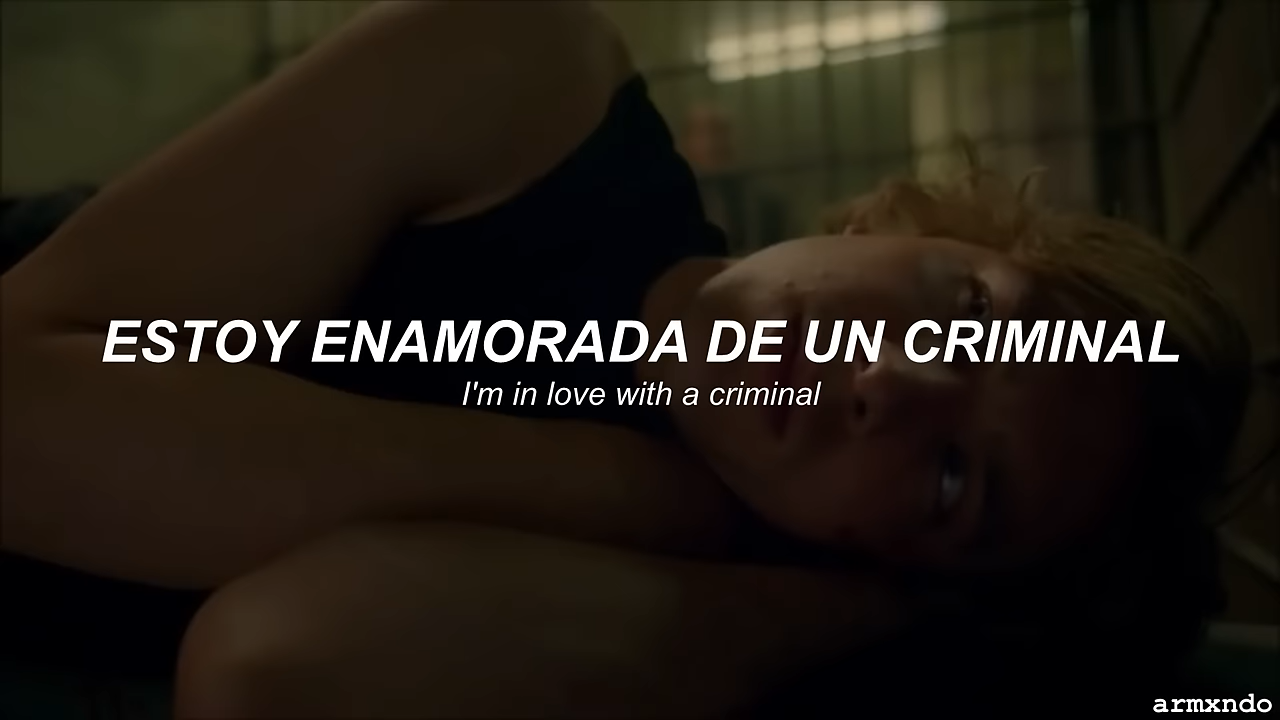 ESTOY ENAMORADA DE UN CRIMINAL
I'm in love with a criminal
armxndo